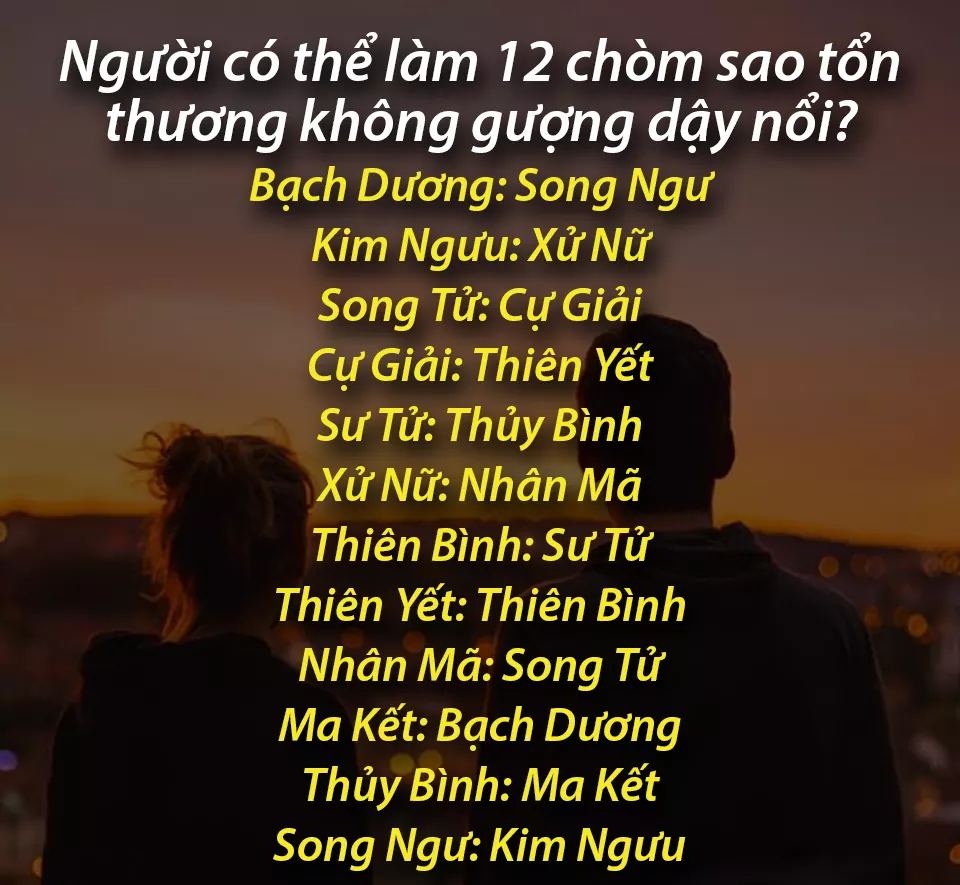 Người có thể làm 12 chòm sao tổn
thương không gượng dậy nổi?
Bạch Dương: Song Ngư
Kim Ngưu: Xử Nữ
Song Tử: Cự Giải
Cự Giải: Thiên Yết
Sư Tử: Thủy Bình
Xử Nữ: Nhân Mã
Thiên Bình: Sư Tử
Thiên Yết: Thiên Bình
Nhân Mã: Song Tử
Ma Kết: Bạch Dương
Thủy Bình: Ma Kết
Song Ngư: Kim Ngưu